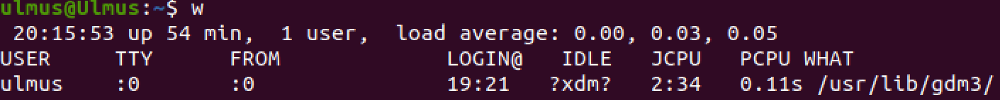 ulmus@Ulmus:~$ w
 20:15:53 up 54 min,  1 user,  load average: 0.00, 0.03, 0.05
USER     TTY      FROM             LOGIN@   IDLE   JCPU   PCPU WHAT
ulmus    :0       :0               19:21   ?xdm?   2:34   0.11s /usr/lib/gdm3/